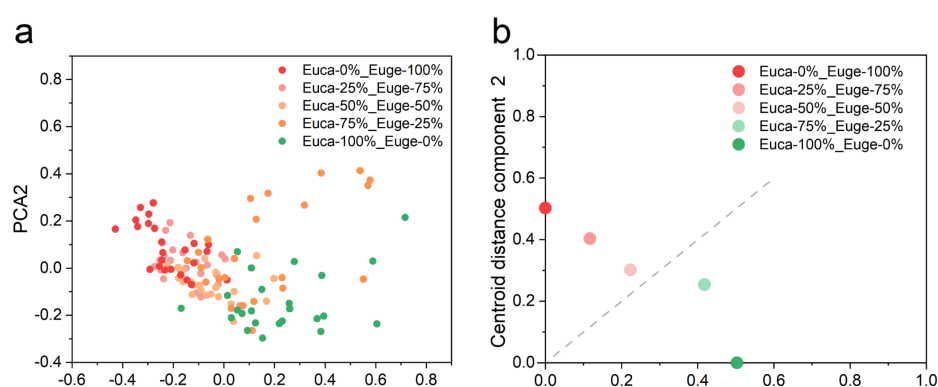 a
PCA2
0.8
0.6
0.4
0.2
0.0
-0.2
-0.4
-0.6
-0.4
-0.2
0.0
0.2
0.4
0.6
0.8
Euca-0%_Euge-100%
Euca-25%_Euge-75%
Euca-50%_Euge-50%
Euca-75%_Euge-25%
Euca-100%_Euge-0%
b
Centroid distance component 2
1.0
0.8
0.6
0.4
0.2
0.0
0.0
0.2
0.4
0.6
0.8
1.0
Euca-0%_Euge-100%
Euca-25%_Euge-75%
Euca-50%_Euge-50%
Euca-75%_Euge-25%
Euca-100%_Euge-0%